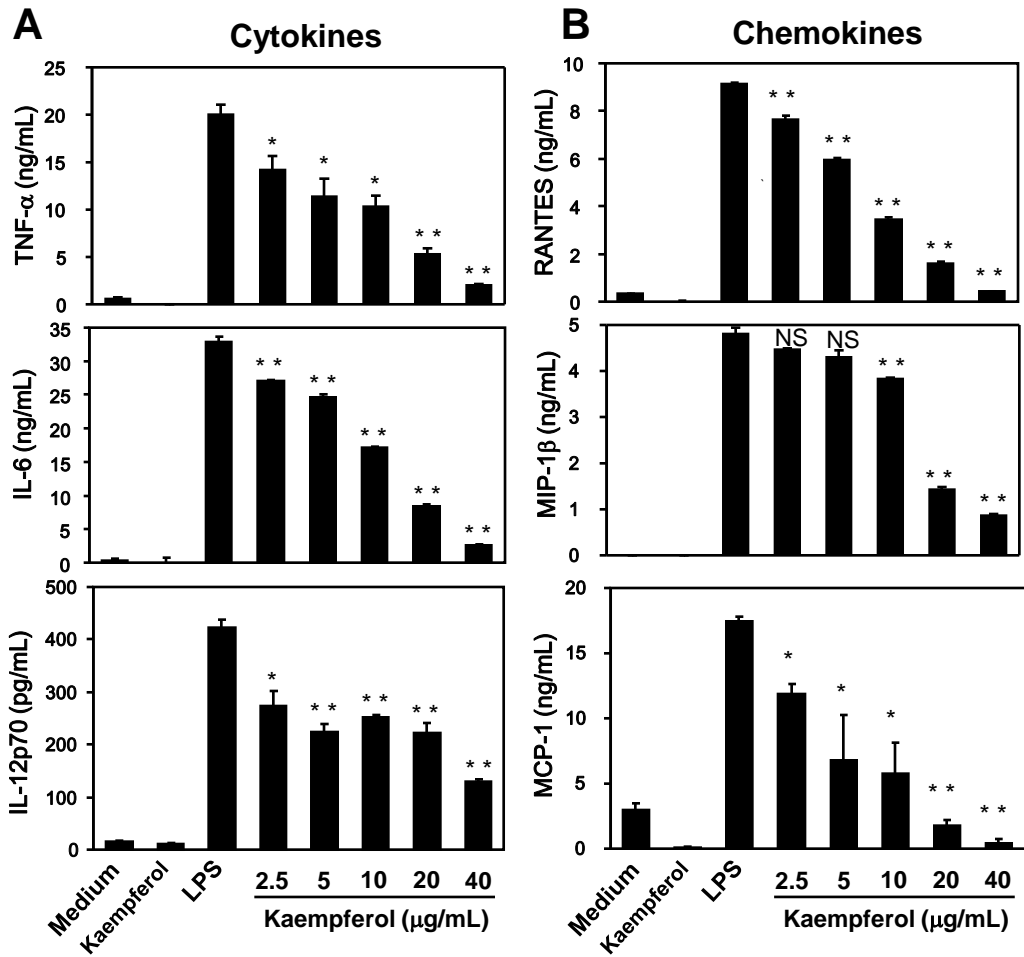 A
Cytokines
B
Chemokines
TNF-α (ng/mL)
25
20
15
10
5
0
* 
*
*
* *
* *
RANTES (ng/mL)
10
8
6
4
2
0
* *
* *
* *
* *
* *
IL-6 (ng/mL)
35
30
25
20
15
10
5
0
* *
* *
* *
* *
* *
MIP-1β (ng/mL)
5
4
3
2
1
0
NS
NS
* *
* *
* *
IL-12p70 (pg/mL)
500
400
300
200
100
0
*
* *
* *
* *
* *
Medium
Kaempferol
LPS
2.5 5 10 20 40
Kaempferol (μg/mL)
MCP-1 (ng/mL)
20
15
10
5
0
*
*
*
* *
* *
Medium
Kaempferol
LPS
2.5 5 10 20 40
Kaempferol (μg/mL)